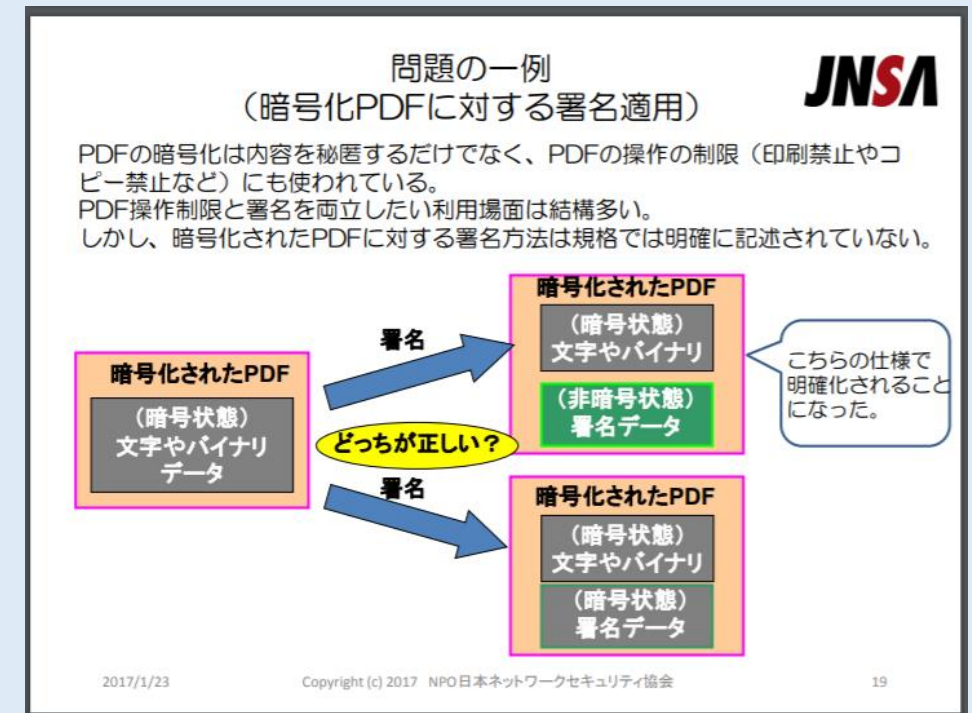 問題の一例
（暗号化PDFに対する署名適用）
JNSA
PDFの暗号化は内容を秘匿するだけでなく、PDFの操作の制限（印刷禁止やコ
ピー禁止など）にも使われている。
PDF操作制限と署名を両立したい利用場面は結構多い。
しかし、暗号化されたPDFに対する署名方法は規格では明確に記述されていない。
暗号化されたPDF
（暗号状態）
文字やバイナリ
データ
署名
どっちが正しい？
署名
暗号化されたPDF
（暗号状態）
文字やバイナリ
（非暗号状態）
署名データ
こちらの仕様で
明確化されること
になった。
暗号化されたPDF
（暗号状態）
文字やバイナリ
（暗号状態）
署名データ
2017/1/23
Copyright (c) 2017 NPO日本ネットワークセキュリティ協会
19